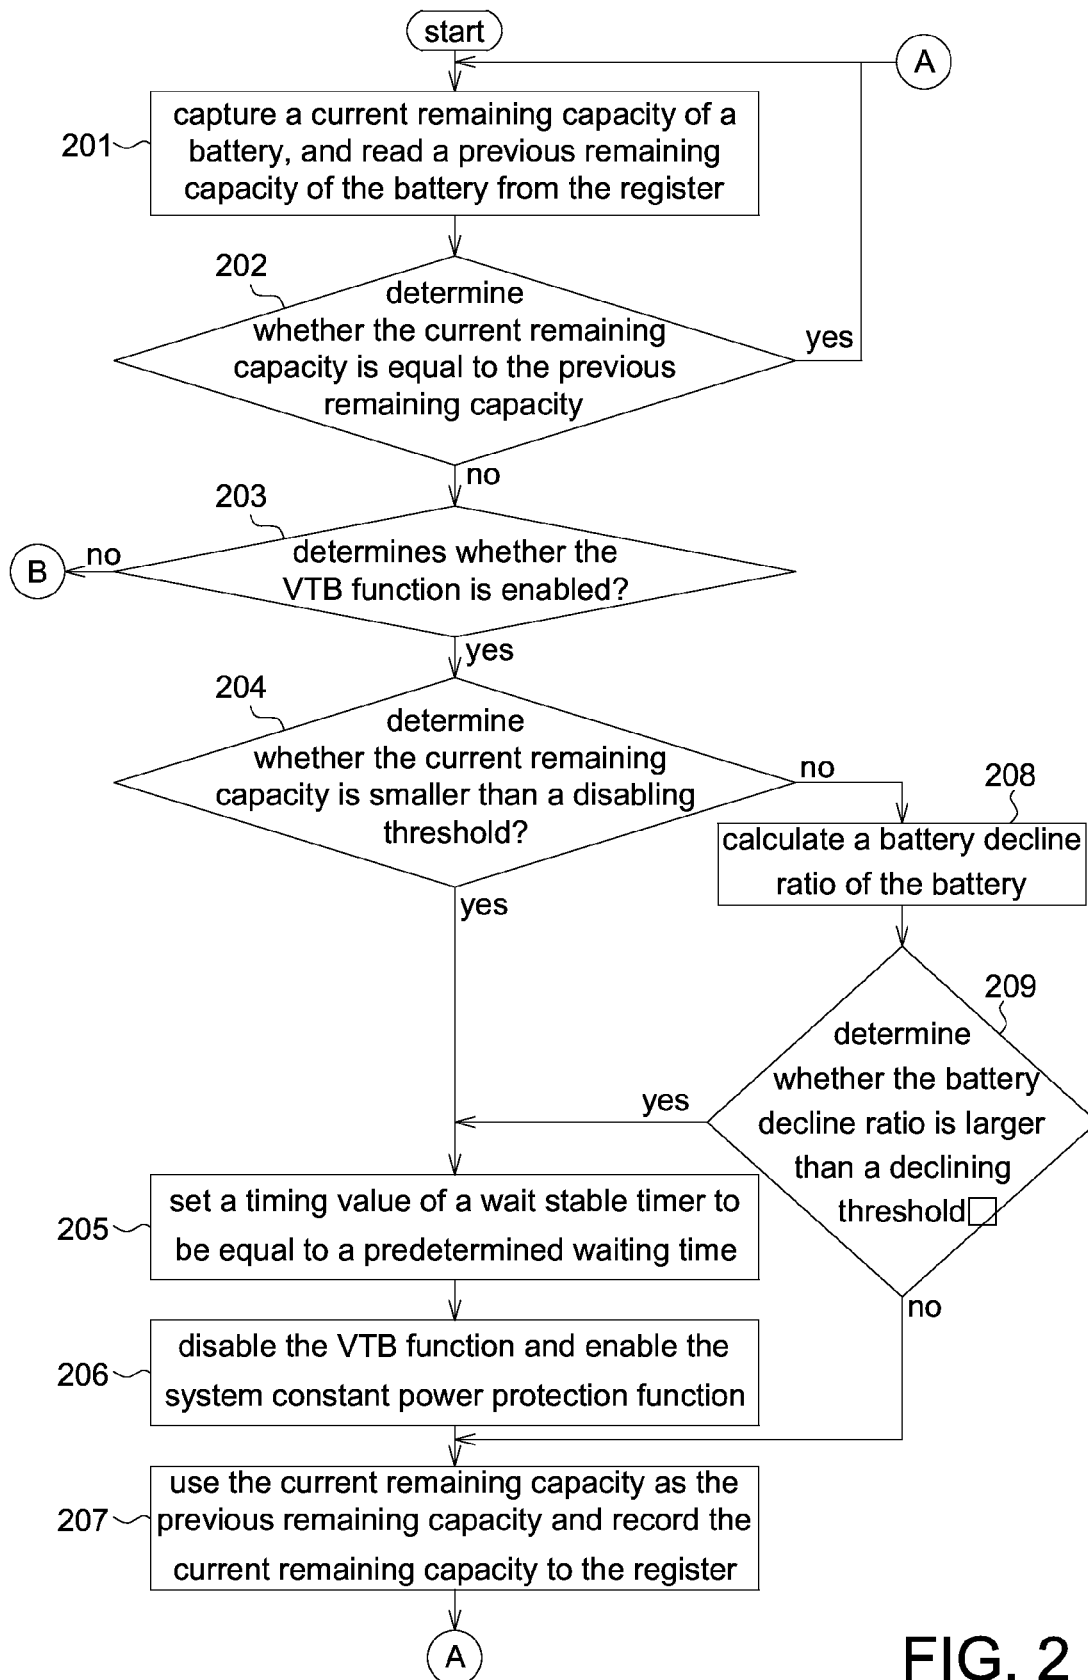 start
A
201
capture a current remaining capacity of a
battery, and read a previous remaining
capacity of the battery from the register
202
determine
whether the current remaining
capacity is equal to the previous
remaining capacity
yes
no
203
determines whether the
VTB function is enabled?
no
B
yes
204
determine
whether the current remaining
capacity is smaller than a disabling
threshold?
no
yes
208
calculate a battery decline
ratio of the battery
209
determine
whether the battery
decline ratio is larger
than a declining
threshold□
yes
no
205
set a timing value of a wait stable timer to
be equal to a predetermined waiting time
206
disable the VTB function and enable the
system constant power protection function
207
use the current remaining capacity as the
previous remaining capacity and record the
current remaining capacity to the register
A
FIG. 2